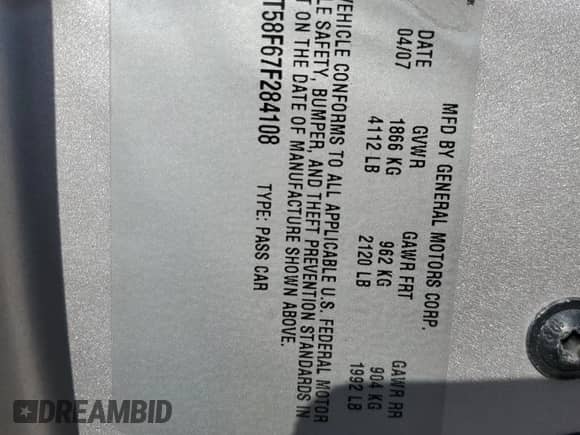 MFD BY GENERAL MOTORS CORP.
DATE GVWR GAWR FRT GAWR RR
04/07 1866 KG 962 KG 904 KG
4112 LB 2120 LB 1992 LB
VEHICLE CONFORMS TO ALL APPLICABLE U.S. FEDERAL MOTOR
LE SAFETY, BUMPER, AND THEFT PREVENTION STANDARDS IN
T ON THE DATE OF MANUFACTURE SHOWN ABOVE.
T58F67F284108 TYPE: PASS CAR
DREAMBID